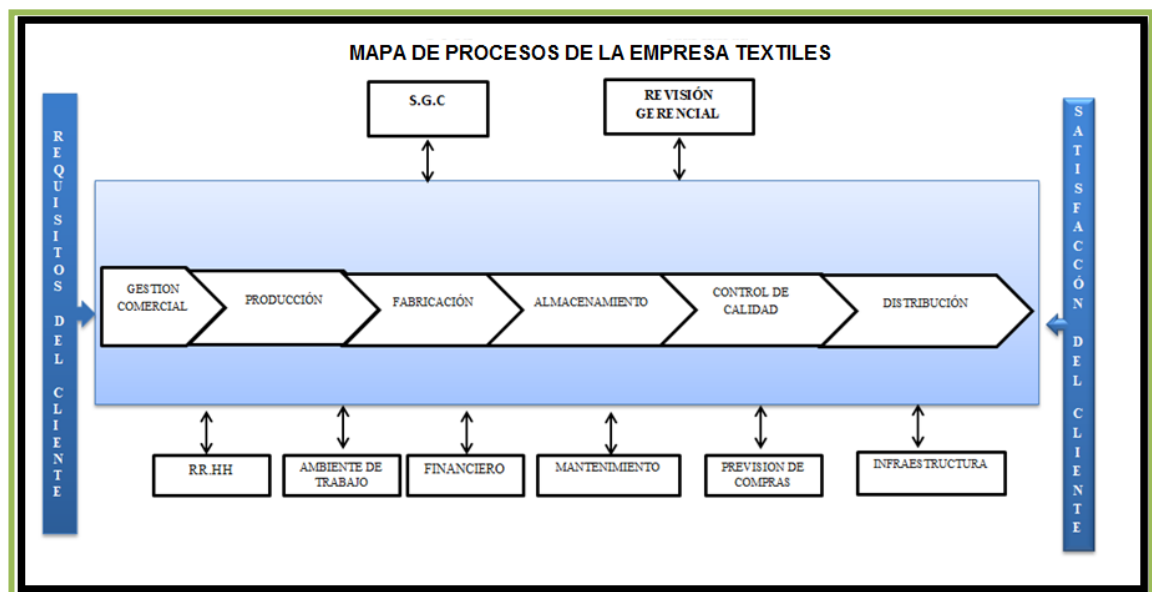 MAPA DE PROCESOS DE LA EMPRESA TEXTILES
S.G.C
REVISIÓN
GERENCIAL
REQUISITOS DEL CLIENTE
GESTION
COMERCIAL
PRODUCCIÓN
FABRICACIÓN
ALMACENAMIENTO
CONTROL DE
CALIDAD
DISTRIBUCIÓN
SATISFACCCÓN DEL CLIENTE
RR.HH
AMBIENTE DE
TRABAJO
FINANCIERO
MANTENIMIENTO
PREVISION DE
COMPRAS
INFRAESTRUCTURA